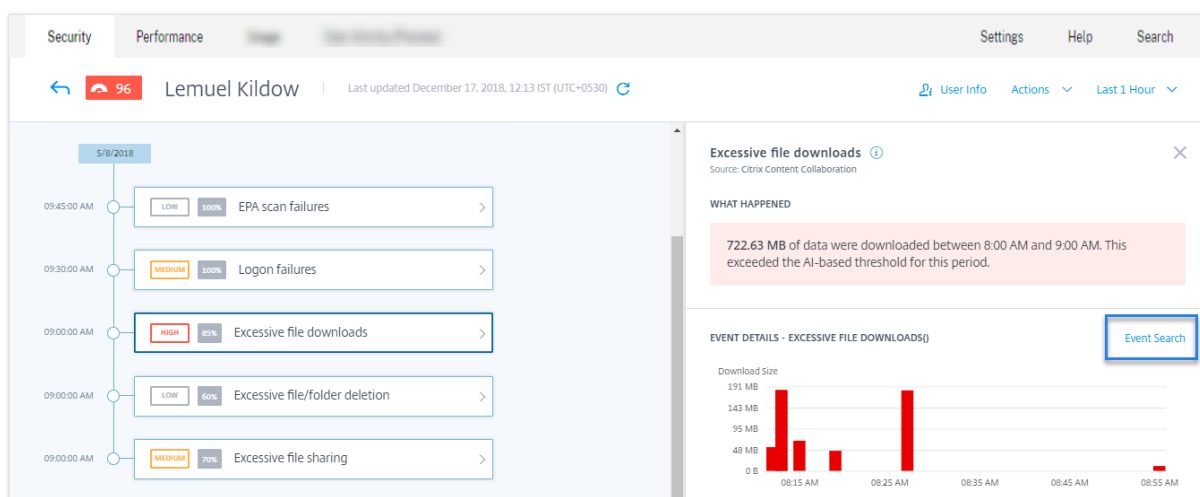 Security Performance Settings Help Search
96 Lemuel Kildow Last updated December 17, 2018, 12:13 IST (UTC+0530) User Info Actions Last 1 Hour
5/8/2018
09:45:00 AM LOW 100% EPA scan failures
09:30:00 AM MEDIUM 100% Logon failures
09:00:00 AM HIGH 85% Excessive file downloads
09:00:00 AM LOW 60% Excessive file/folder deletion
09:00:00 AM MEDIUM 70% Excessive file sharing
Excessive file downloads
Source: Citrix Content Collaboration
WHAT HAPPENED
722.63 MB of data were downloaded between 8:00 AM and 9:00 AM. This
exceeded the AI-based threshold for this period.
EVENT DETAILS - EXCESSIVE FILE DOWNLOADS() Event Search
Download Size
191 MB
143 MB
95 MB
48 MB
0 B
08:15 AM 08:25 AM 08:35 AM 08:45 AM 08:55 AM